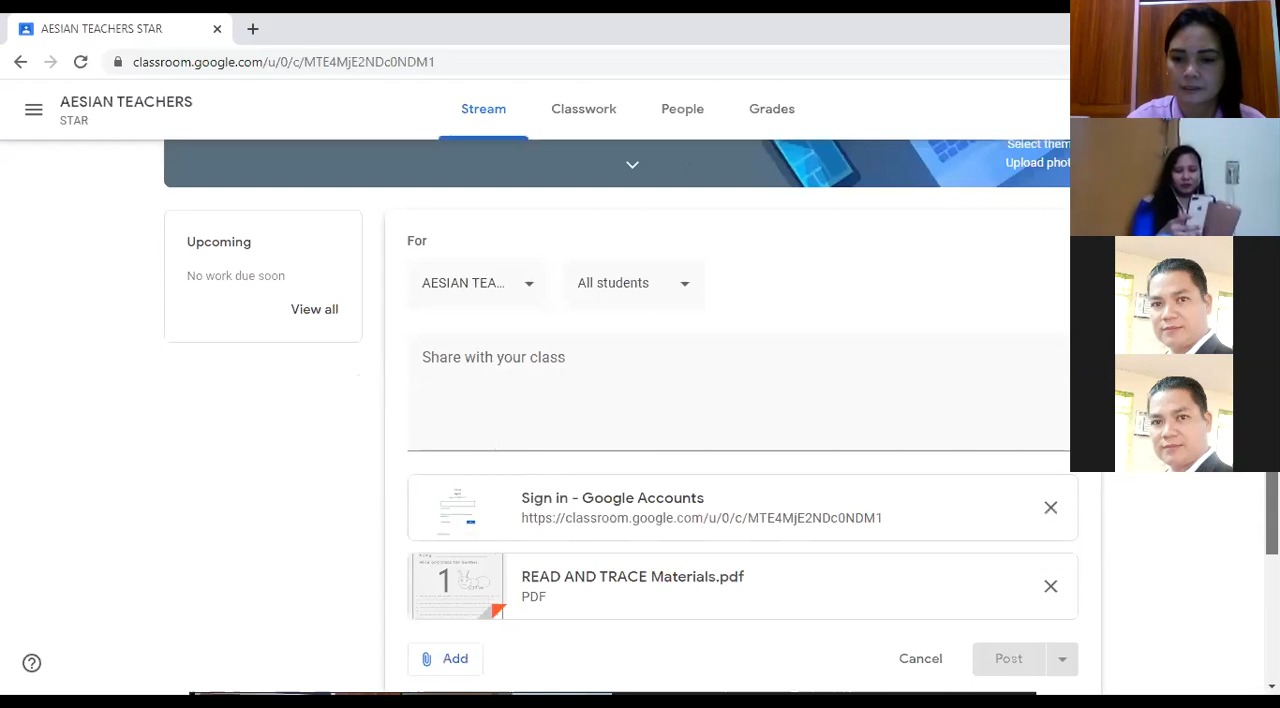 AESIAN TEACHERS STAR
classroom.google.com/u/0/c/MTE4MjE2NDc0NDM1
AESIAN TEACHERS
STAR
Stream
Classwork
People
Grades
Select them
Upload phot
Upcoming
No work due soon
View all
For
AESIAN TEA...
All students
Share with your class
Sign in - Google Accounts
https://classroom.google.com/u/0/c/MTE4MjE2NDc0NDM1
1
READ AND TRACE Materials.pdf
PDF
Add
Cancel
Post